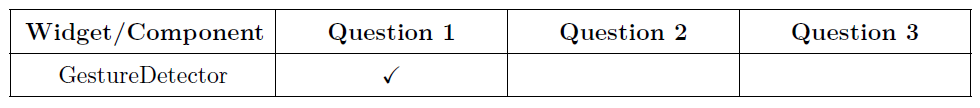 Widget/Component Question 1 Question 2 Question 3
GestureDetector ✓